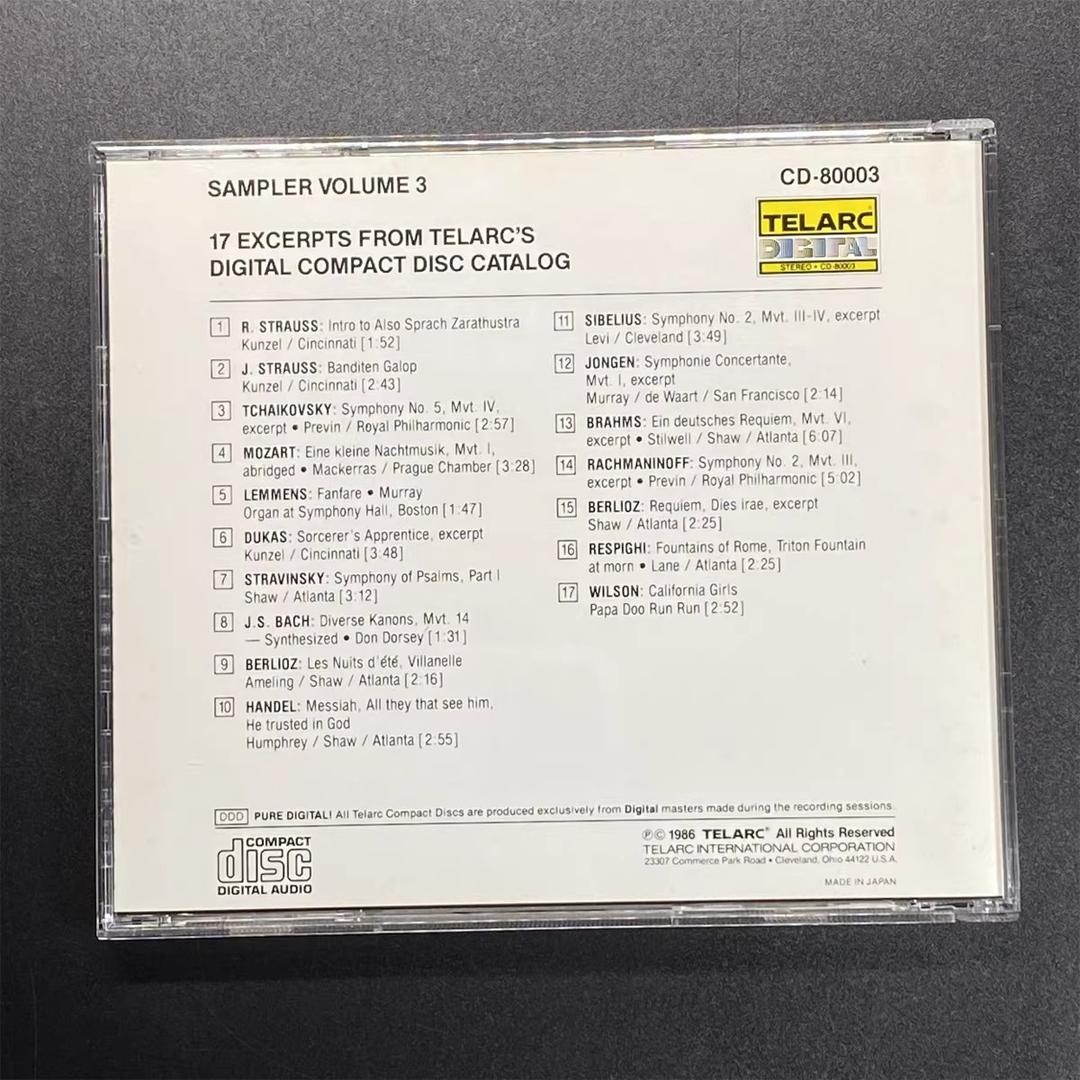 SAMPLER VOLUME 3
CD-80003
TELARC®
DIGITAL
STEREO • CD-80003
17 EXCERPTS FROM TELARC'S
DIGITAL COMPACT DISC CATALOG
1 R. STRAUSS: Intro to Also Sprach Zarathustra
Kunzel / Cincinnati [1:52]
2 J. STRAUSS: Banditen Galop
Kunzel / Cincinnati [2:43]
3 TCHAIKOVSKY: Symphony No. 5, Mvt. IV,
excerpt • Previn / Royal Philharmonic [2:57]
4 MOZART: Eine kleine Nachtmusik, Mvt. I,
abridged • Mackerras / Prague Chamber [3:28]
5 LEMMENS: Fanfare • Murray
Organ at Symphony Hall, Boston [1:47]
6 DUKAS: Sorcerer's Apprentice, excerpt
Kunzel / Cincinnati [3:48]
7 STRAVINSKY: Symphony of Psalms, Part I
Shaw / Atlanta [3:12]
8 J.S. BACH: Diverse Kanons, Mvt. 14
— Synthesized • Don Dorsey [1:31]
9 BERLIOZ: Les Nuits d'été, Villanelle
Ameling / Shaw / Atlanta [2:16]
10 HANDEL: Messiah, All they that see him,
He trusted in God
Humphrey / Shaw / Atlanta [2:55]
11 SIBELIUS: Symphony No. 2, Mvt. III-IV, excerpt
Levi / Cleveland [3:49]
12 JONGEN: Symphonie Concertante,
Mvt. I, excerpt
Murray / de Waart / San Francisco [2:14]
13 BRAHMS: Ein deutsches Requiem, Mvt. VI,
excerpt • Stilwell / Shaw / Atlanta [6:07]
14 RACHMANINOFF: Symphony No. 2, Mvt. III,
excerpt • Previn / Royal Philharmonic [5:02]
15 BERLIOZ: Requiem, Dies irae, excerpt
Shaw / Atlanta [2:25]
16 RESPIGHI: Fountains of Rome, Triton Fountain
at morn • Lane / Atlanta [2:25]
17 WILSON: California Girls
Papa Doo Run Run [2:52]
DDD PURE DIGITAL! All Telarc Compact Discs are produced exclusively from Digital masters made during the recording sessions.
COMPACT
disc
DIGITAL AUDIO
℗© 1986 TELARC® All Rights Reserved
TELARC INTERNATIONAL CORPORATION
23307 Commerce Park Road • Cleveland, Ohio 44122 U.S.A.
MADE IN JAPAN